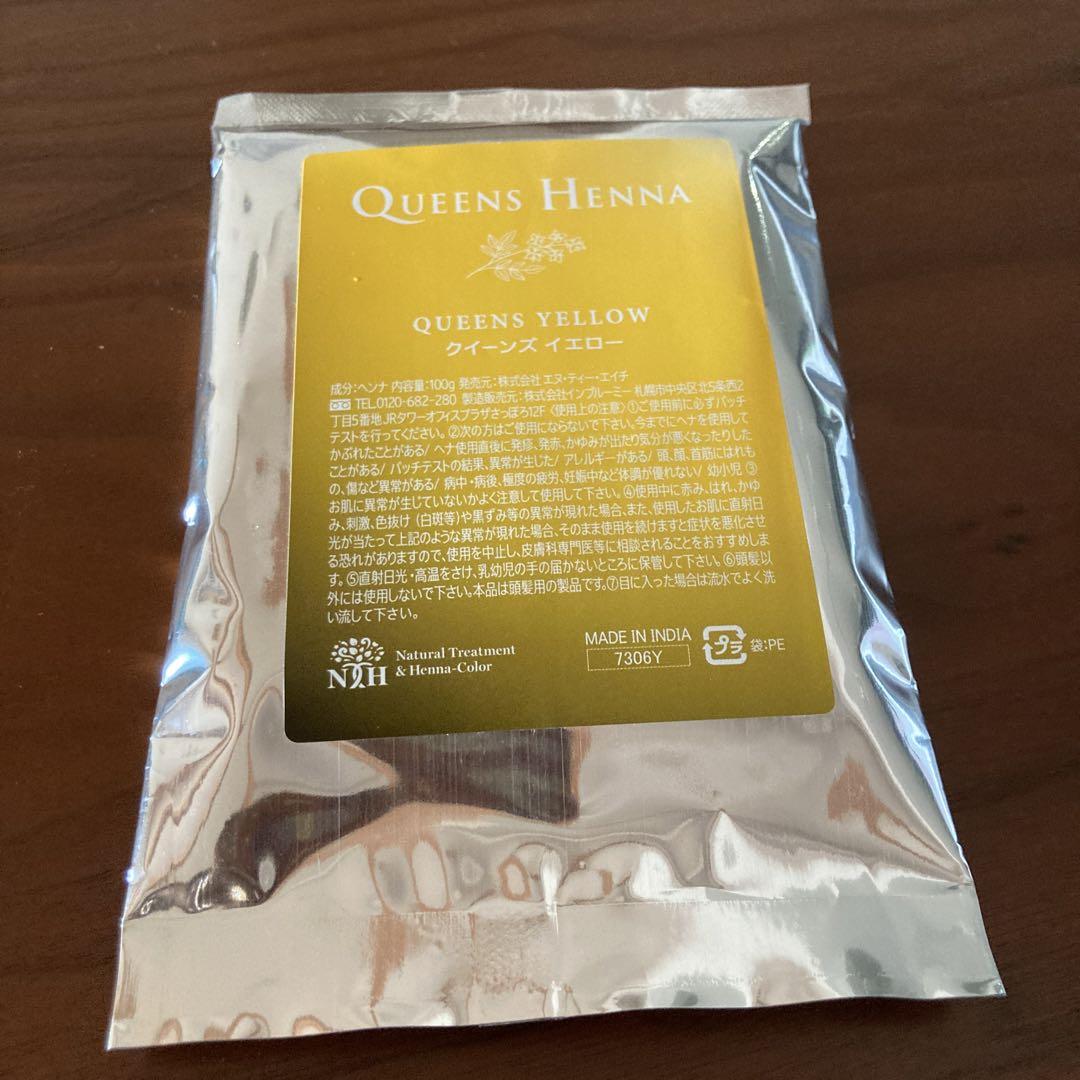 QUEENS HENNA
QUEENS YELLOW
クイーンズ イエロー
成分:ヘンナ 内容量:100g 発売元:株式会社 エヌ・ティー・エイチ
TEL.0120-682-280 製造販売元:株式会社インブルーミー 札幌市中央区北5条西2
丁目5番地JRタワーオフィスプラザさっぽろ12F 〈使用上の注意〉①ご使用前に必ずパッチ
テストを行ってください。②次の方はご使用にならないで下さい。今までにヘナを使用して
かぶれたことがある/ ヘナ使用直後に発疹、発赤、かゆみが出たり気分が悪くなったりした
ことがある/ パッチテストの結果、異常が生じた/ アレルギーがある/ 頭、顔、首筋にはれも
の、傷など異常がある/ 病中・病後、極度の疲労、妊娠中など体調が優れない/ 幼小児 ③
お肌に異常が生じていないかよく注意して使用して下さい。④使用中に赤み、はれ、かゆ
み、刺激、色抜け (白斑等)や黒ずみ等の異常が現れた場合、また、使用したお肌に直射日
光が当たって上記のような異常が現れた場合、そのまま使用を続けますと症状を悪化させ
る恐れがありますので、使用を中止し、皮膚科専門医等に相談されることをおすすめしま
す。⑤直射日光・高温をさけ、乳幼児の手の届かないところに保管して下さい。⑥頭髪以
外には使用しないで下さい。本品は頭髪用の製品です。⑦目に入った場合は流水でよく洗
い流して下さい。
NTH
Natural Treatment
& Henna-Color
MADE IN INDIA
7306Y
プラ 袋:PE